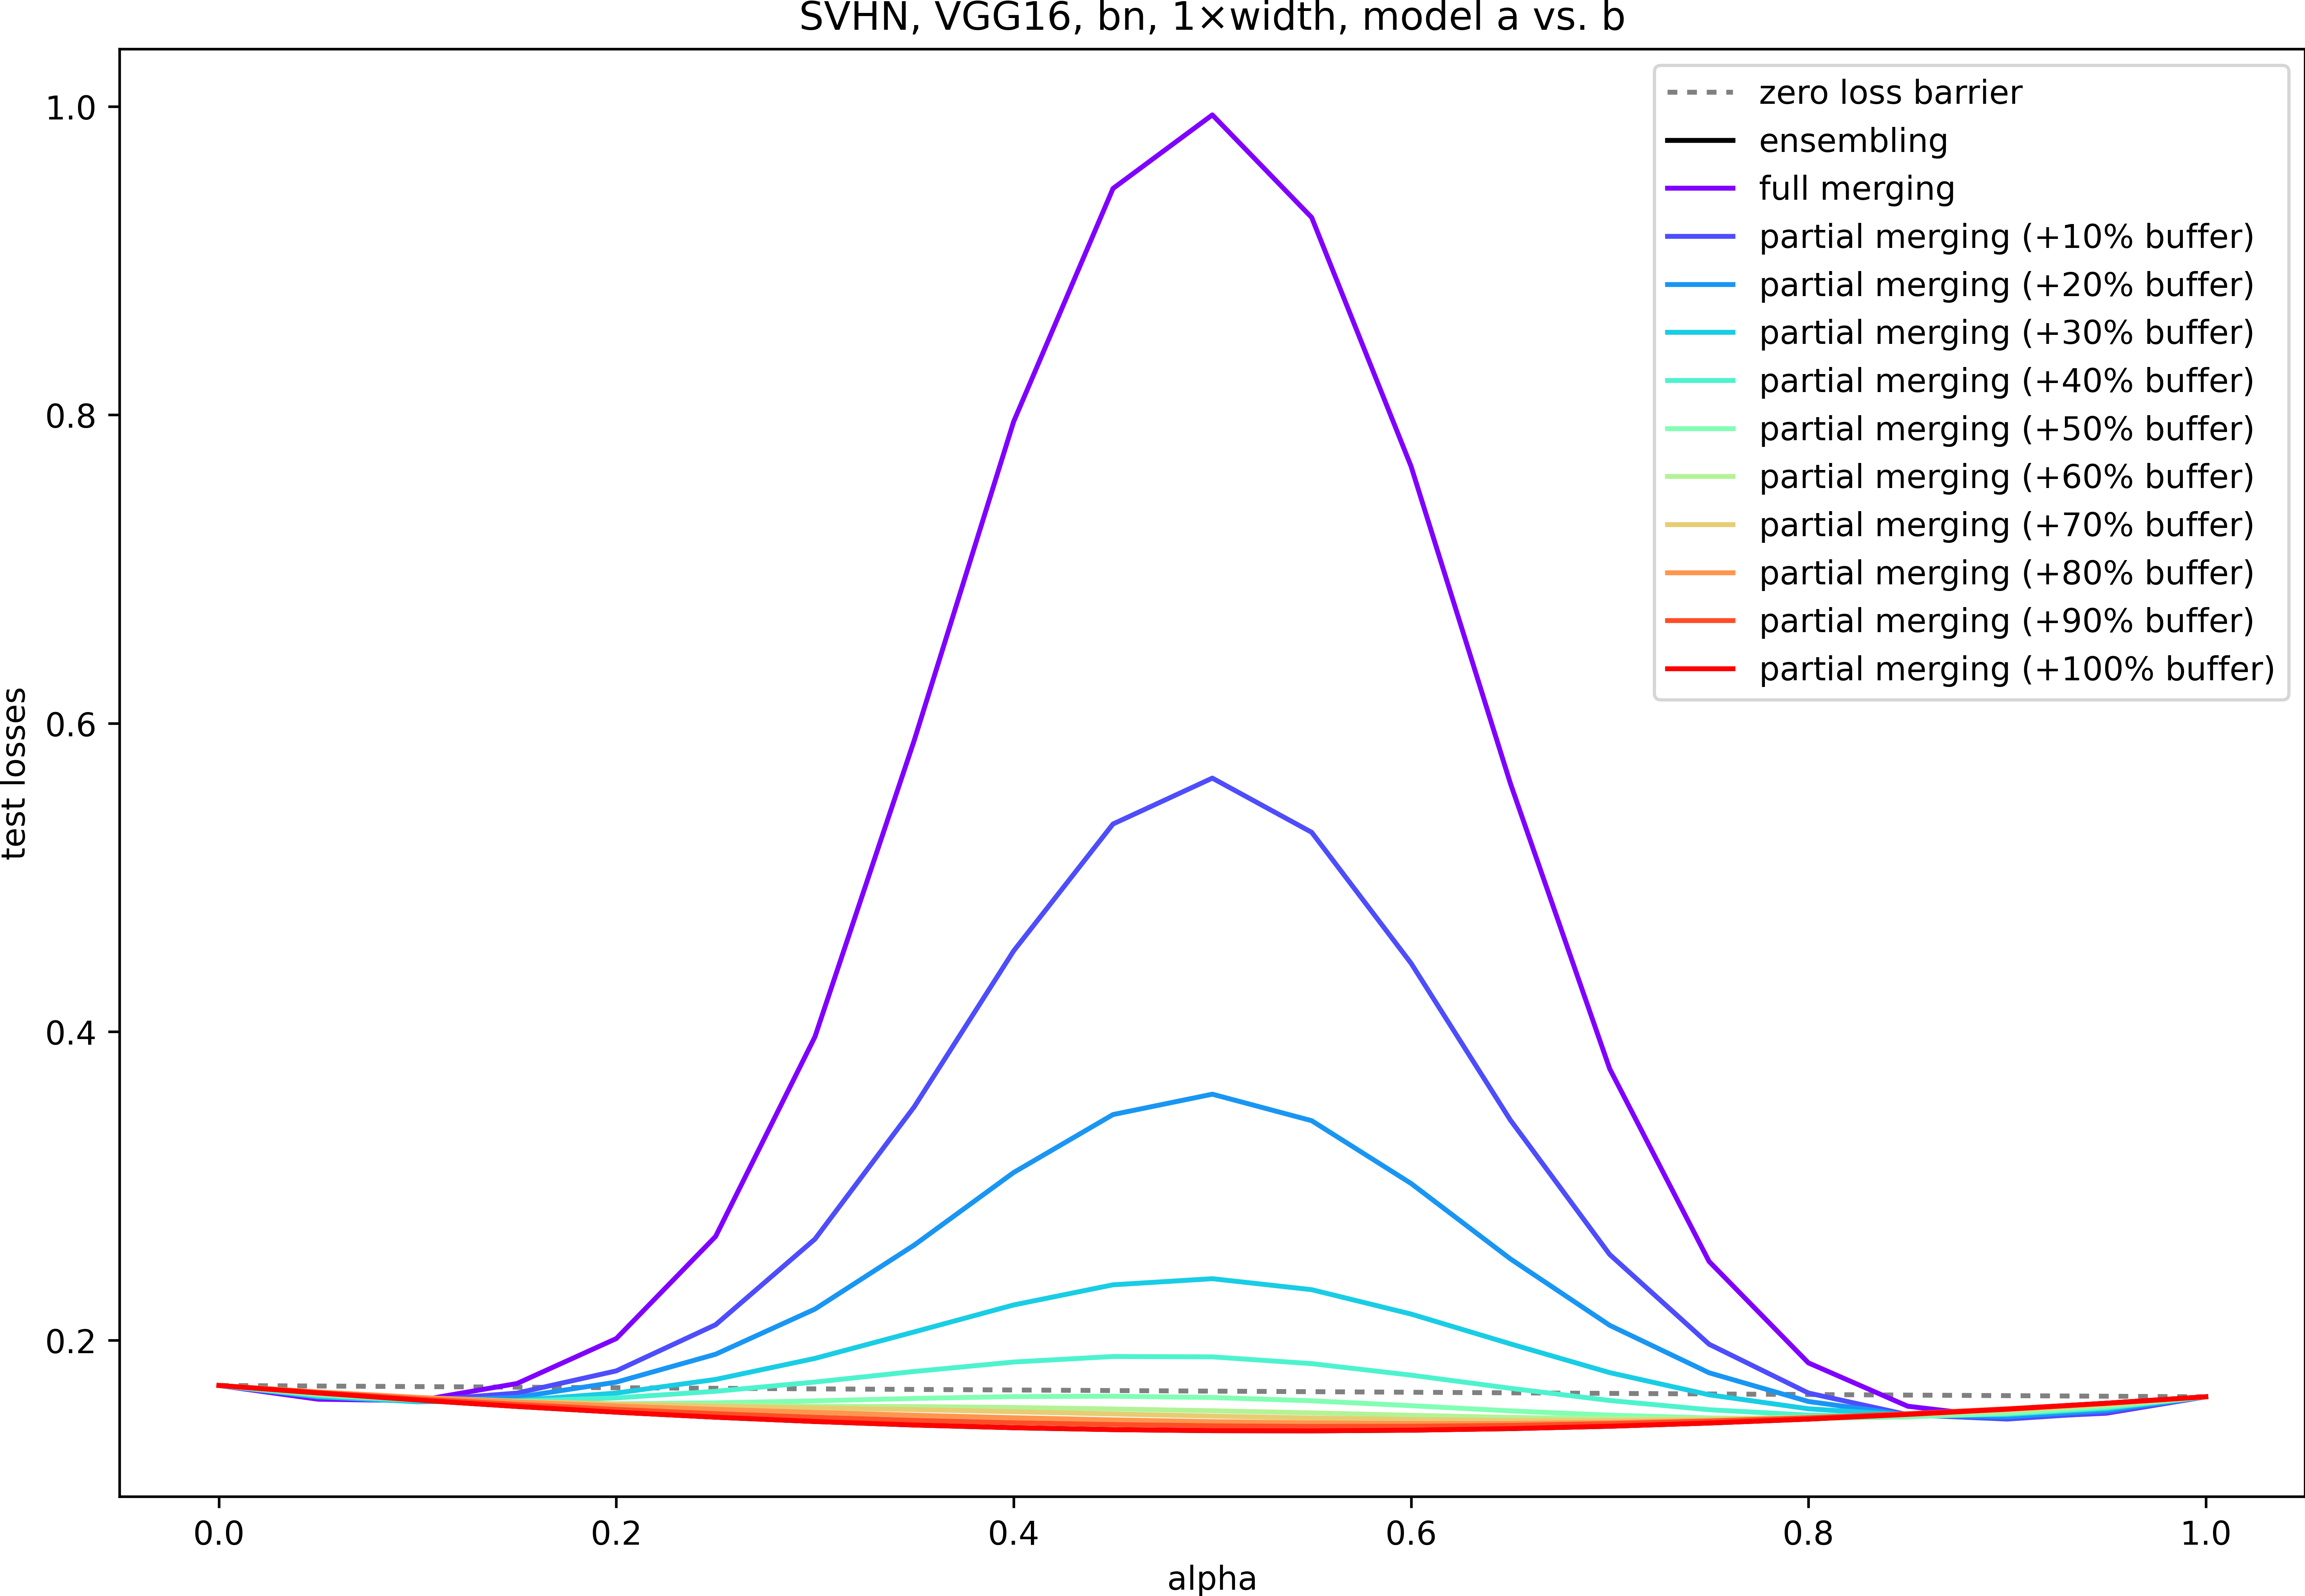 SVHN, VGG16, bn, 1×width, model a vs. b
zero loss barrier
ensembling
full merging
partial merging (+10% buffer)
partial merging (+20% buffer)
partial merging (+30% buffer)
partial merging (+40% buffer)
partial merging (+50% buffer)
partial merging (+60% buffer)
partial merging (+70% buffer)
partial merging (+80% buffer)
partial merging (+90% buffer)
partial merging (+100% buffer)
test losses
1.0
0.8
0.6
0.4
0.2
0.0 0.2 0.4 0.6 0.8 1.0
alpha